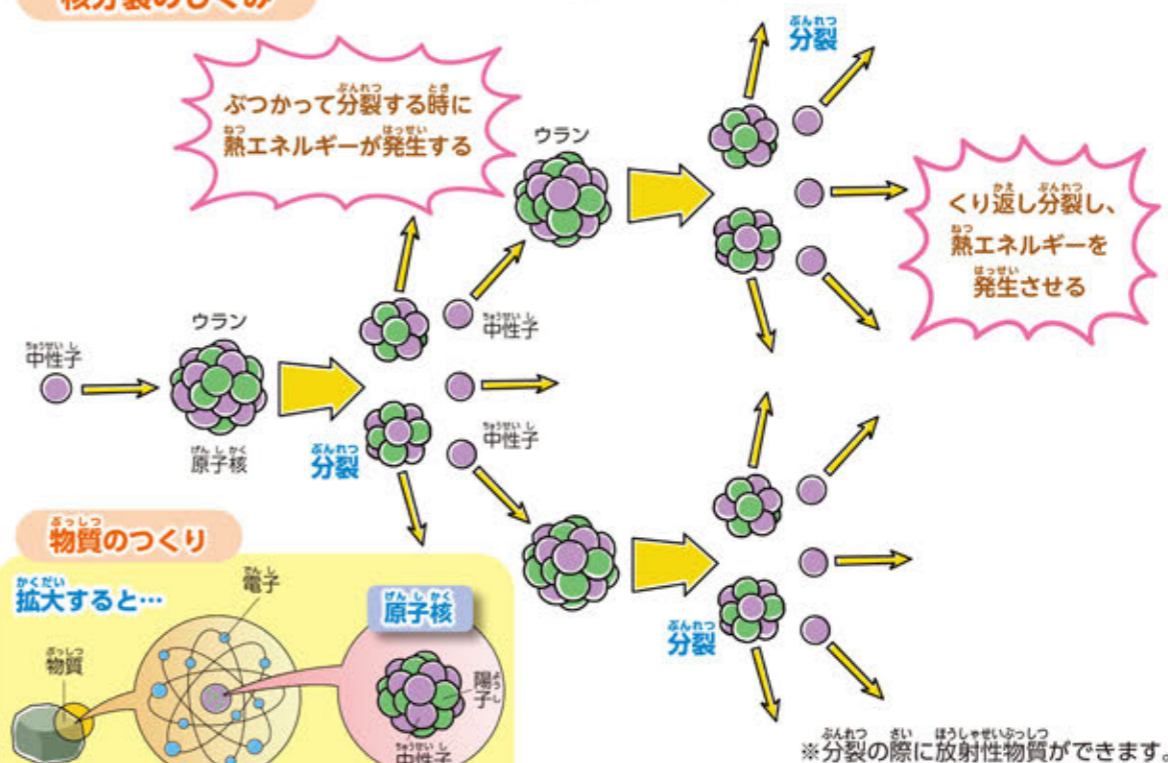 核分裂のしくみ
ぶつかって分裂する時に
熱エネルギーが発生する
ウラン
分裂
くり返し分裂し、
熱エネルギーを
発生させる
中性子
ウラン
原子核
分裂
中性子
中性子
分裂
物質のつくり
拡大すると…
物質
電子
原子核
陽子
中性子
※分裂の際に放射性物質ができます。